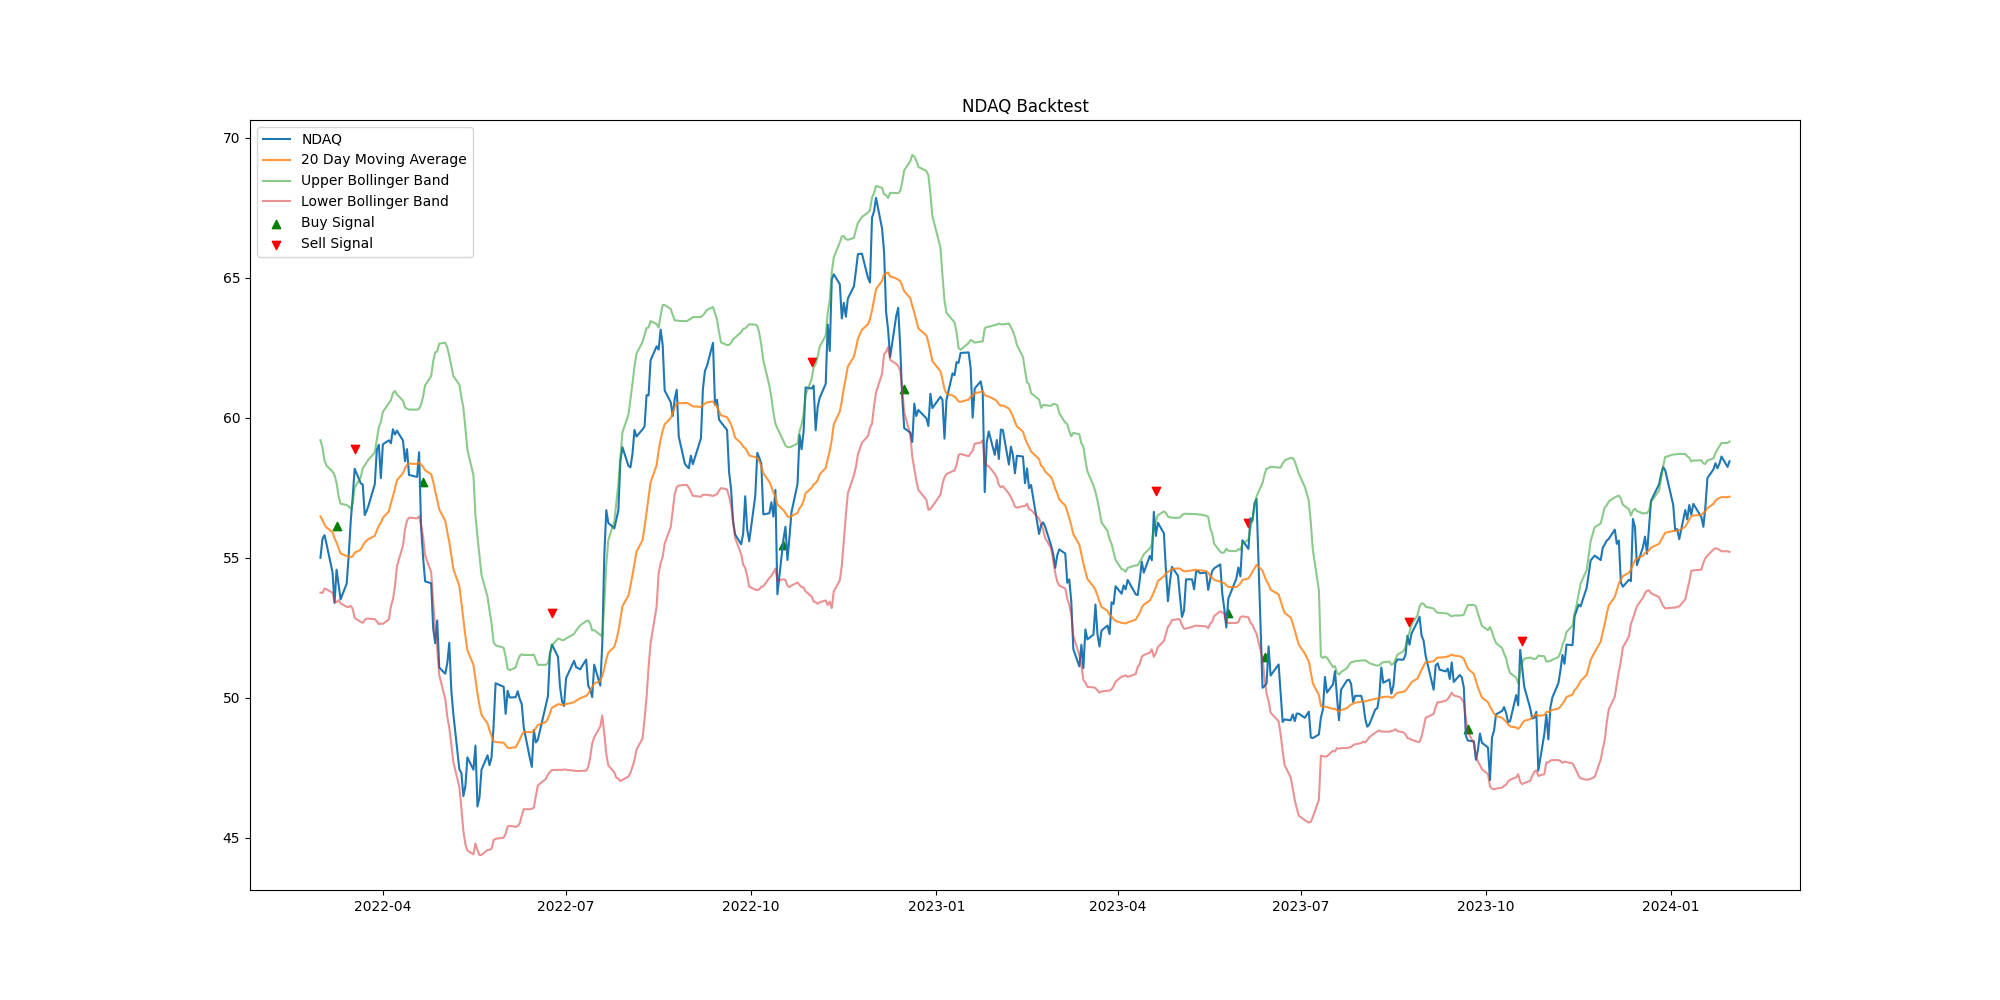 NDAQ Backtest
NDAQ
20 Day Moving Average
Upper Bollinger Band
Lower Bollinger Band
Buy Signal
Sell Signal
70
65
60
55
50
45
2022-04
2022-07
2022-10
2023-01
2023-04
2023-07
2023-10
2024-01